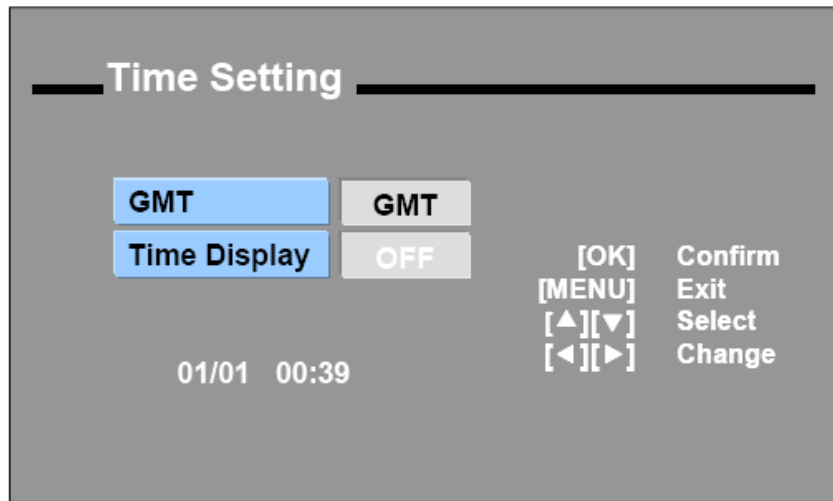 Time Setting
GMT GMT
Time Display OFF
[OK] Confirm
[MENU] Exit
[▲][▼] Select
[◄][►] Change
01/01 00:39